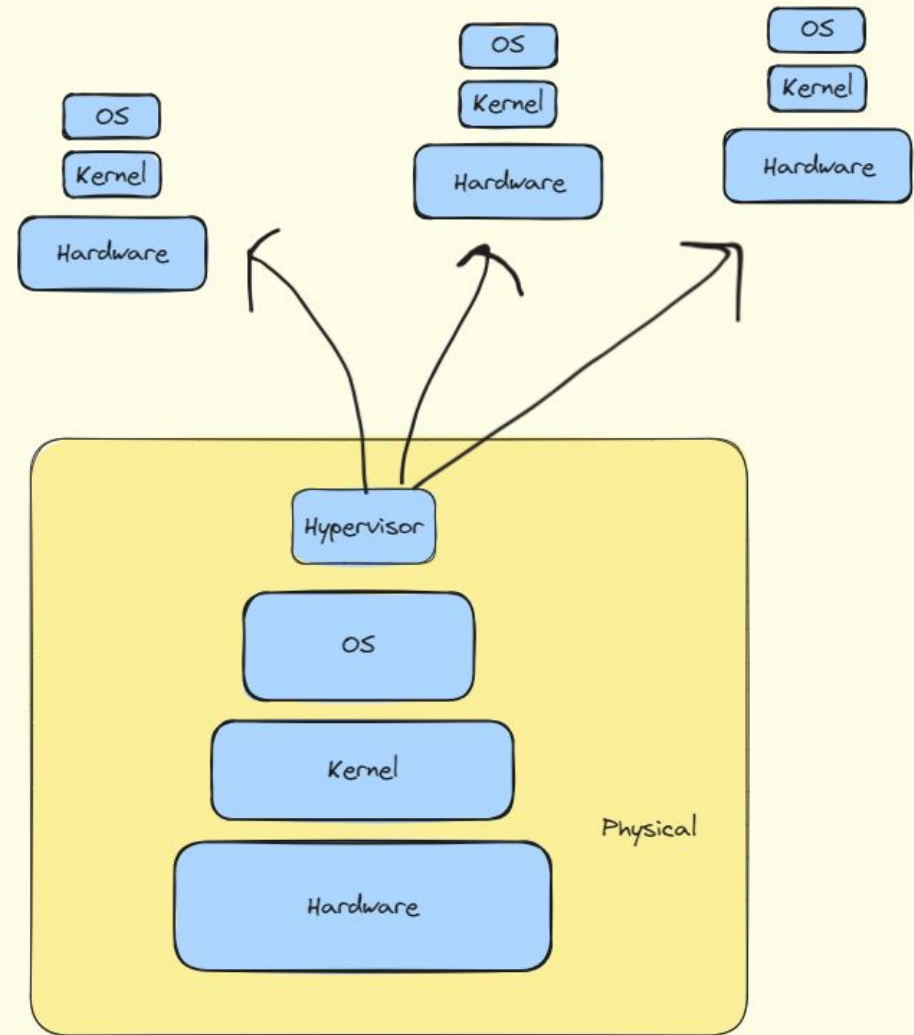 OS
Kernel
Hardware
OS
Kernel
Hardware
OS
Kernel
Hardware
Hypervisor
OS
Kernel
Physical
Hardware